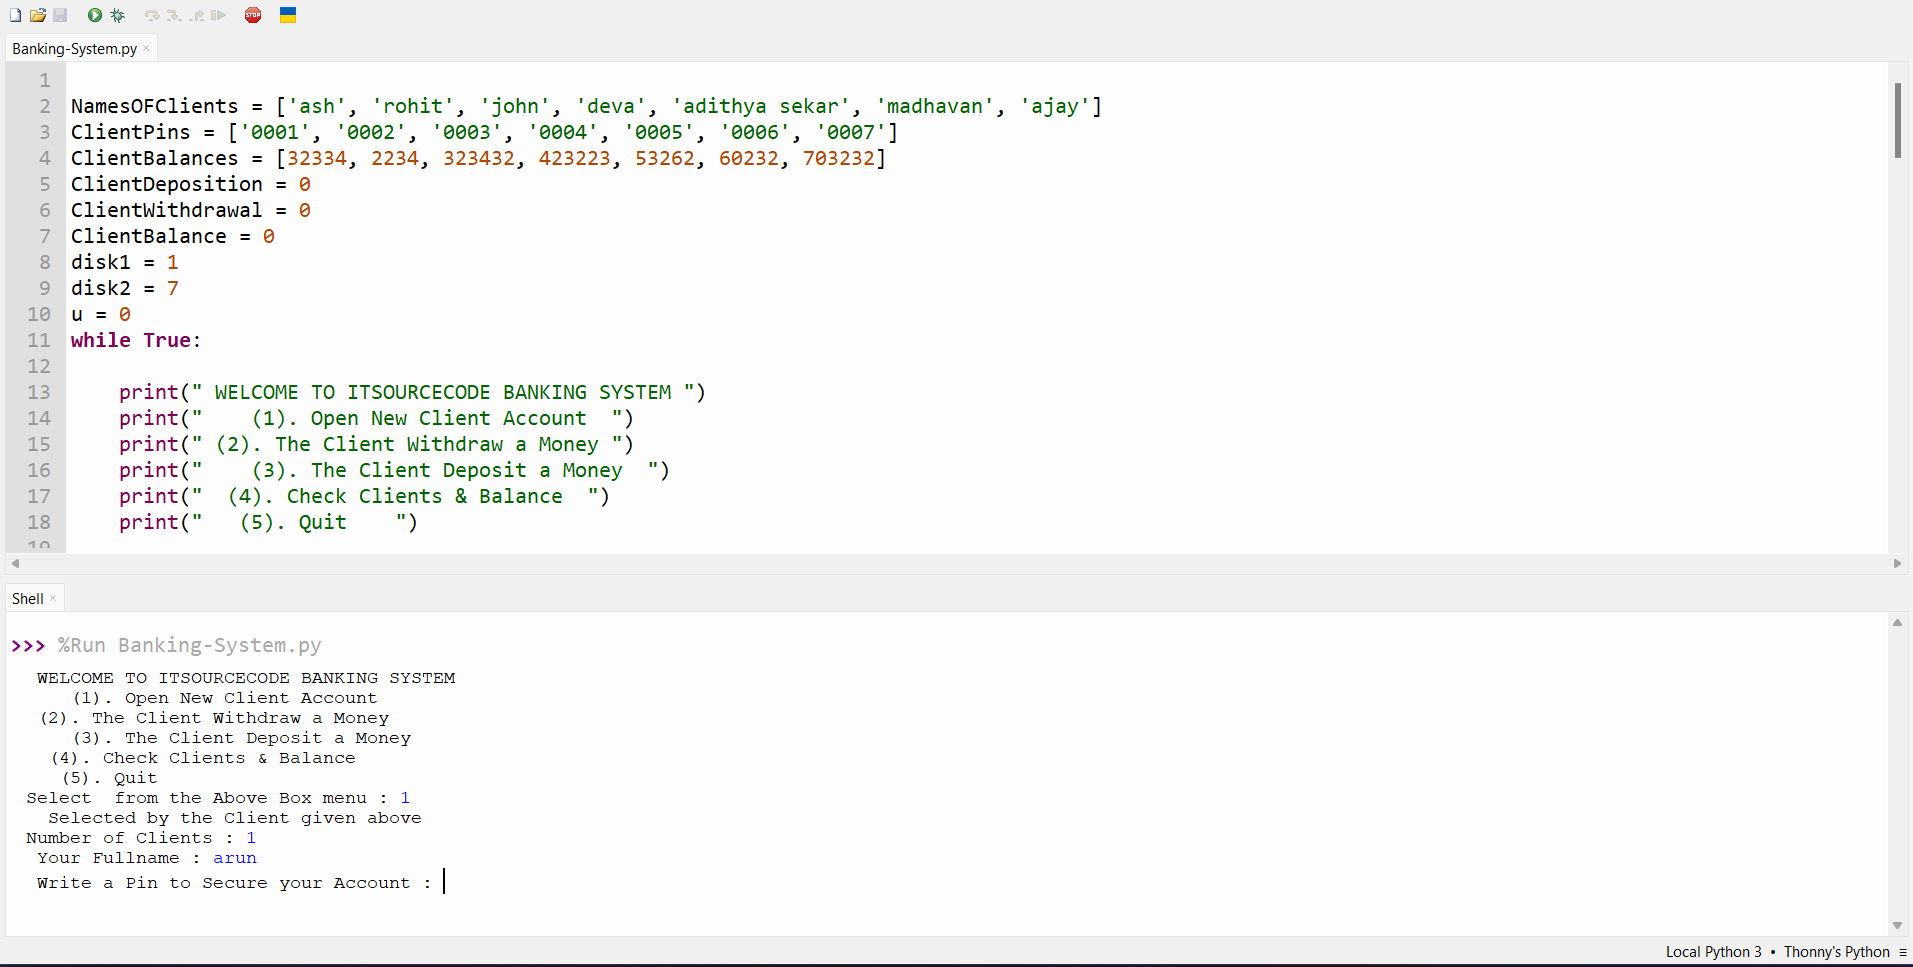 STOP
Banking-System.py
1
2 NamesOFClients = ['ash', 'rohit', 'john', 'deva', 'adithya sekar', 'madhavan', 'ajay']
3 ClientPins = ['0001', '0002', '0003', '0004', '0005', '0006', '0007']
4 ClientBalances = [32334, 2234, 323432, 423223, 53262, 60232, 703232]
5 ClientDeposition = 0
6 ClientWithdrawal = 0
7 ClientBalance = 0
8 disk1 = 1
9 disk2 = 7
10 u = 0
11 while True:
12
13     print(" WELCOME TO ITSOURCECODE BANKING SYSTEM ")
14     print("    (1). Open New Client Account  ")
15     print(" (2). The Client Withdraw a Money ")
16     print("    (3). The Client Deposit a Money  ")
17     print("  (4). Check Clients & Balance  ")
18     print("   (5). Quit    ")
19
Shell
>>> %Run Banking-System.py
 WELCOME TO ITSOURCECODE BANKING SYSTEM
    (1). Open New Client Account
 (2). The Client Withdraw a Money
    (3). The Client Deposit a Money
  (4). Check Clients & Balance
   (5). Quit
Select  from the Above Box menu : 1
  Selected by the Client given above
Number of Clients : 1
 Your Fullname : arun
 Write a Pin to Secure your Account :
Local Python 3 • Thonny's Python ≡